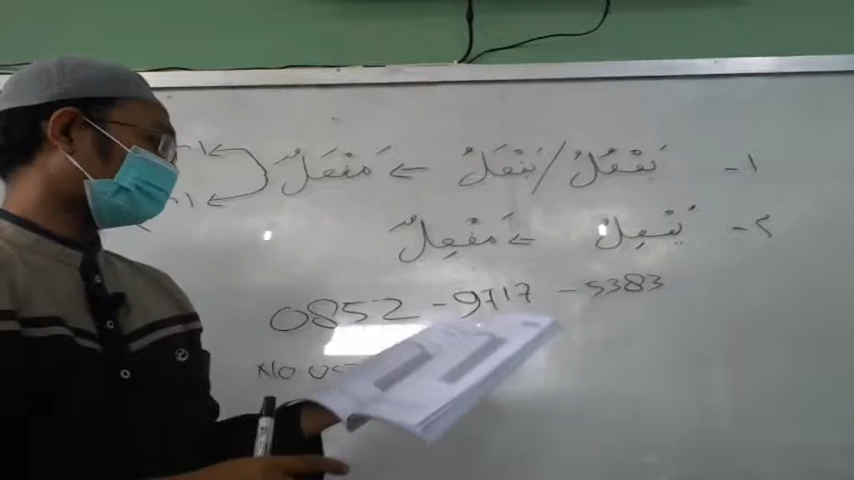 ١- يَفْعُلُ / يَفْعَلُ ← مَفْعَلٌ
٢- يَفْعِلُ ← مَفْعِلٌ
0852 - 9717 - 5383